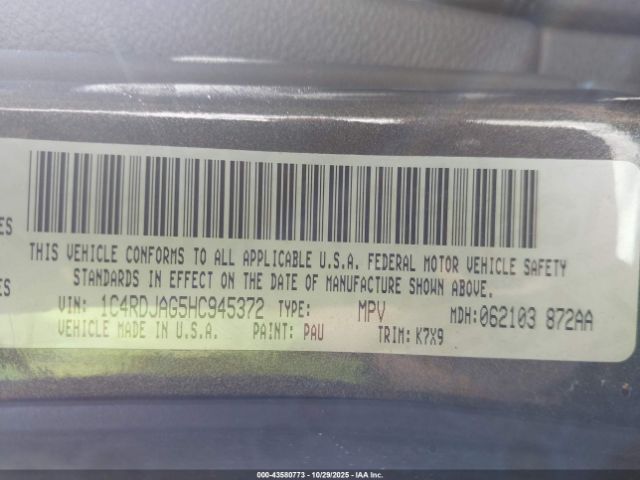 ES
THIS VEHICLE CONFORMS TO ALL APPLICABLE U.S.A. FEDERAL MOTOR VEHICLE SAFETY
STANDARDS IN EFFECT ON THE DATE OF MANUFACTURE SHOWN ABOVE.
ES
VIN: 1C4RDJAG5HC945372 TYPE: MPV MDH:062103 872AA
VEHICLE MADE IN U.S.A. PAINT: PAU TRIM: K7X9
000-43580773 | 10/29/2025 | IAA Inc.